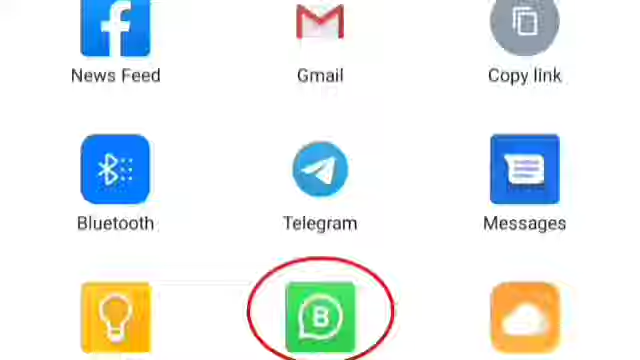 News Feed
Gmail
Copy link
Bluetooth
Telegram
Messages
B